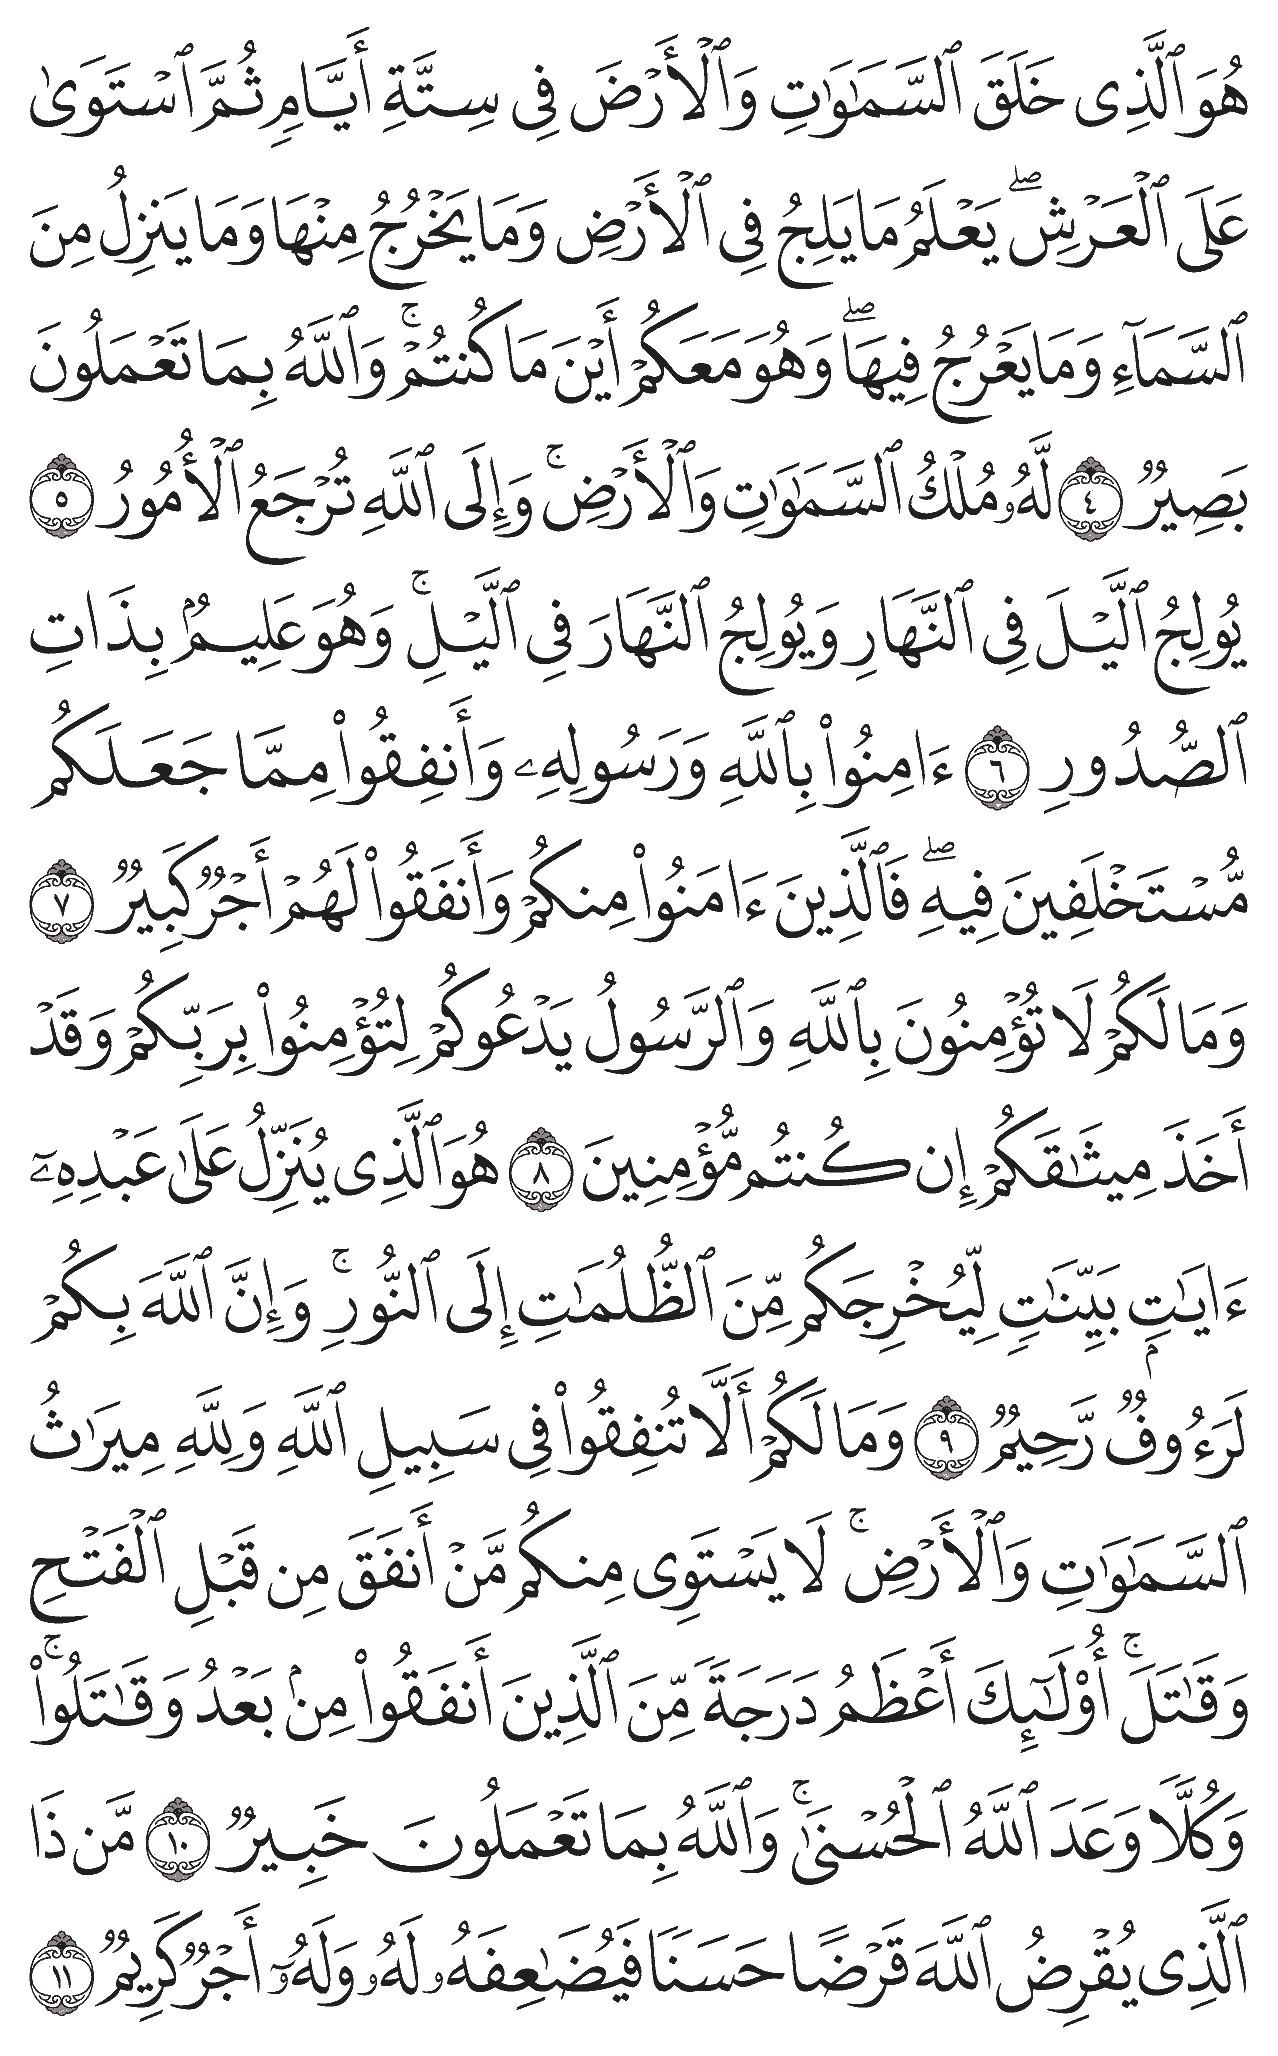 هُوَ ٱلَّذِى خَلَقَ ٱلسَّمَـٰوَٰتِ وَٱلْأَرْضَ فِى سِتَّةِ أَيَّامٍ ثُمَّ ٱسْتَوَىٰ
عَلَى ٱلْعَرْشِ ۖ يَعْلَمُ مَا يَلِجُ فِى ٱلْأَرْضِ وَمَا يَخْرُجُ مِنْهَا وَمَا يَنزِلُ مِنَ
ٱلسَّمَآءِ وَمَا يَعْرُجُ فِيهَا ۖ وَهُوَ مَعَكُمْ أَيْنَ مَا كُنتُمْ ۚ وَٱللَّهُ بِمَا تَعْمَلُونَ
بَصِيرٌ ٤ لَّهُۥ مُلْكُ ٱلسَّمَـٰوَٰتِ وَٱلْأَرْضِ ۚ وَإِلَى ٱللَّهِ تُرْجَعُ ٱلْأُمُورُ ٥
يُولِجُ ٱلَّيْلَ فِى ٱلنَّهَارِ وَيُولِجُ ٱلنَّهَارَ فِى ٱلَّيْلِ ۚ وَهُوَ عَلِيمٌۢ بِذَاتِ
ٱلصُّدُورِ ٦ ءَامِنُوا۟ بِٱللَّهِ وَرَسُولِهِۦ وَأَنفِقُوا۟ مِمَّا جَعَلَكُم
مُّسْتَخْلَفِينَ فِيهِ ۖ فَٱلَّذِينَ ءَامَنُوا۟ مِنكُمْ وَأَنفَقُوا۟ لَهُمْ أَجْرٌ كَبِيرٌ ٧
وَمَا لَكُمْ لَا تُؤْمِنُونَ بِٱللَّهِ وَٱلرَّسُولُ يَدْعُوكُمْ لِتُؤْمِنُوا۟ بِرَبِّكُمْ وَقَدْ
أَخَذَ مِيثَـٰقَكُمْ إِن كُنتُم مُّؤْمِنِينَ ٨ هُوَ ٱلَّذِى يُنَزِّلُ عَلَىٰ عَبْدِهِۦٓ
ءَايَـٰتٍۭ بَيِّنَـٰتٍ لِّيُخْرِجَكُم مِّنَ ٱلظُّلُمَـٰتِ إِلَى ٱلنُّورِ ۚ وَإِنَّ ٱللَّهَ بِكُمْ
لَرَءُوفٌ رَّحِيمٌ ٩ وَمَا لَكُمْ أَلَّا تُنفِقُوا۟ فِى سَبِيلِ ٱللَّهِ وَلِلَّهِ مِيرَٰثُ
ٱلسَّمَـٰوَٰتِ وَٱلْأَرْضِ ۚ لَا يَسْتَوِى مِنكُم مَّنْ أَنفَقَ مِن قَبْلِ ٱلْفَتْحِ
وَقَـٰتَلَ ۚ أُو۟لَـٰٓئِكَ أَعْظَمُ دَرَجَةً مِّنَ ٱلَّذِينَ أَنفَقُوا۟ مِنۢ بَعْدُ وَقَـٰتَلُوا۟ ۚ
وَكُلًّا وَعَدَ ٱللَّهُ ٱلْحُسْنَىٰ ۚ وَٱللَّهُ بِمَا تَعْمَلُونَ خَبِيرٌ ١٠ مَّن ذَا
ٱلَّذِى يُقْرِضُ ٱللَّهَ قَرْضًا حَسَنًا فَيُضَـٰعِفَهُۥ لَهُۥ وَلَهُۥٓ أَجْرٌ كَرِيمٌ ١١